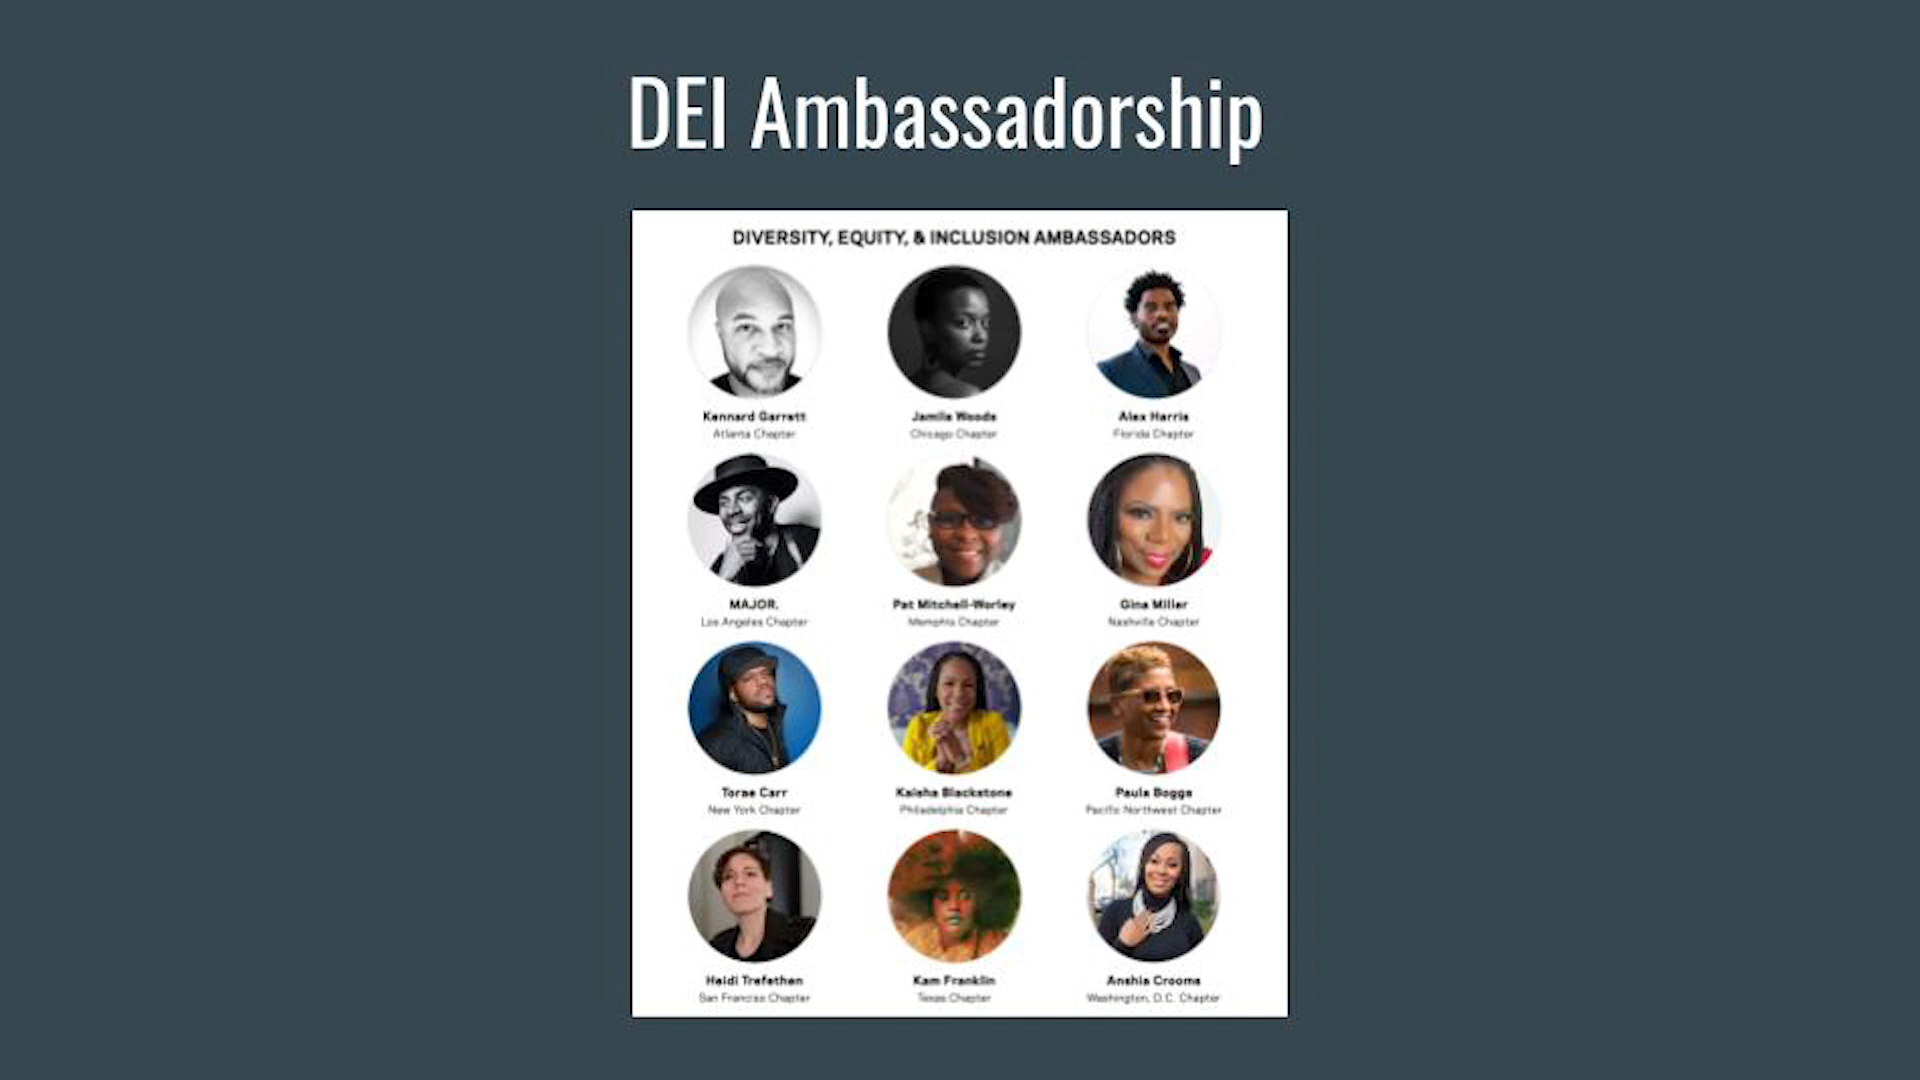 DEI Ambassadorship
DIVERSITY, EQUITY, & INCLUSION AMBASSADORS
Kennard Garrett
Atlanta Chapter
Jamila Woods
Chicago Chapter
Alex Harris
Florida Chapter
MAJOR.
Los Angeles Chapter
Pat Mitchell-Worley
Memphis Chapter
Gina Miller
Nashville Chapter
Torae Carr
New York Chapter
Kaisha Blackstone
Philadelphia Chapter
Paula Boggs
Pacific Northwest Chapter
Heidi Trefethen
San Francisco Chapter
Kam Franklin
Texas Chapter
Anshia Crooms
Washington, D.C. Chapter